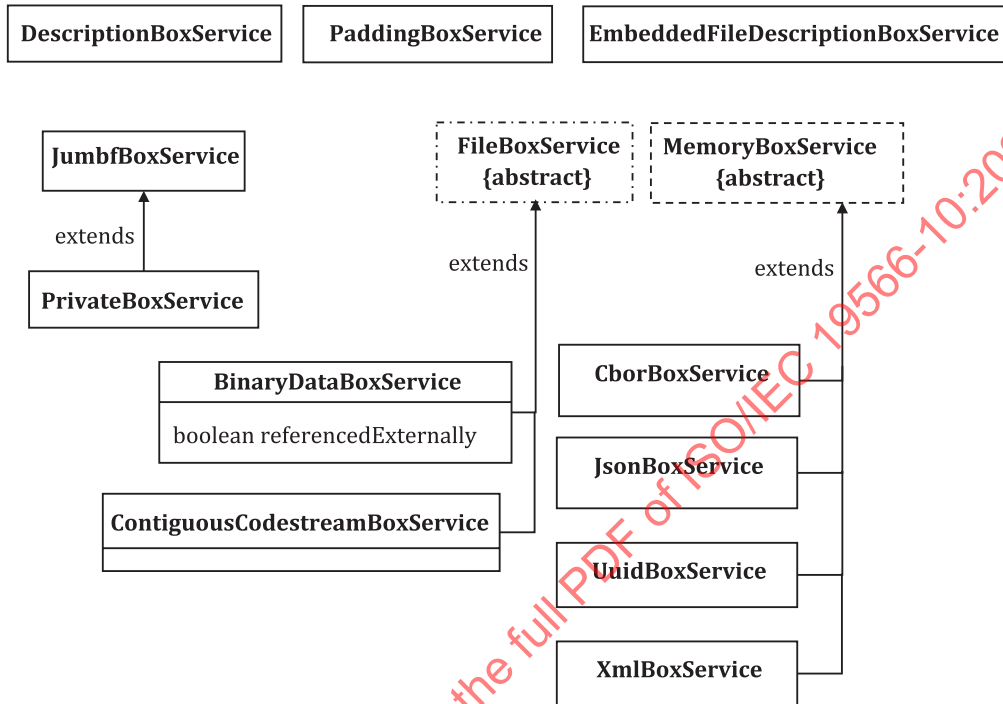 DescriptionBoxService
PaddingBoxService
EmbeddedFileDescriptionBoxService
JumbfBoxService
FileBoxService
{abstract}
MemoryBoxService
{abstract}
extends
extends
extends
PrivateBoxService
BinaryDataBoxService
boolean referencedExternally
ContiguousCodestreamBoxService
CborBoxService
JsonBoxService
UuidBoxService
XmlBoxService
the full PDF of ISO/IEC 19566-10:20